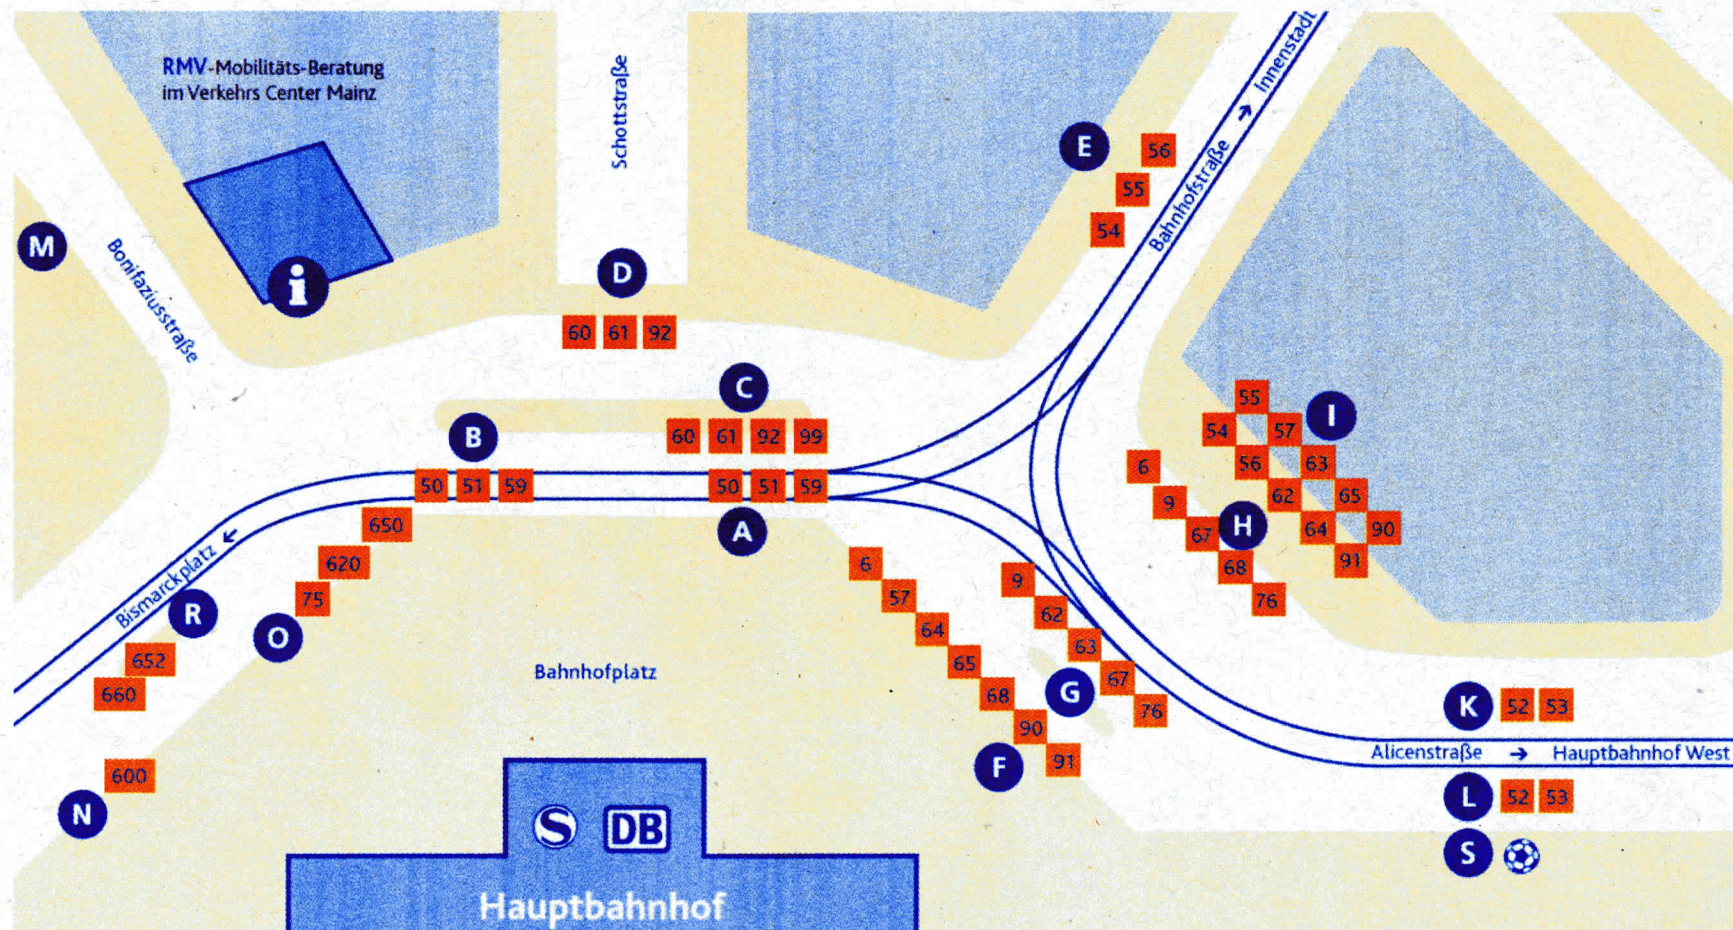 RMV-Mobilitäts-Beratung
im Verkehrs Center Mainz
Schottstraße
Innenstadt
Bahnhofstraße
E
56
55
54
M
Bonifaziusstraße
i
D
60 61 92
C
60 61 92 99
B
50 51 59
50 51 59
A
I
55
54 57
56 63
62 65
64 90
91
H
6
9
67
68
76
650
620
75
O
Bismarckplatz
R
652
660
600
N
Bahnhofplatz
6
57
64
65
68
90
91
F
9
62
63
67
76
G
K 52 53
Alicenstraße → Hauptbahnhof West
L 52 53
S
S DB
Hauptbahnhof